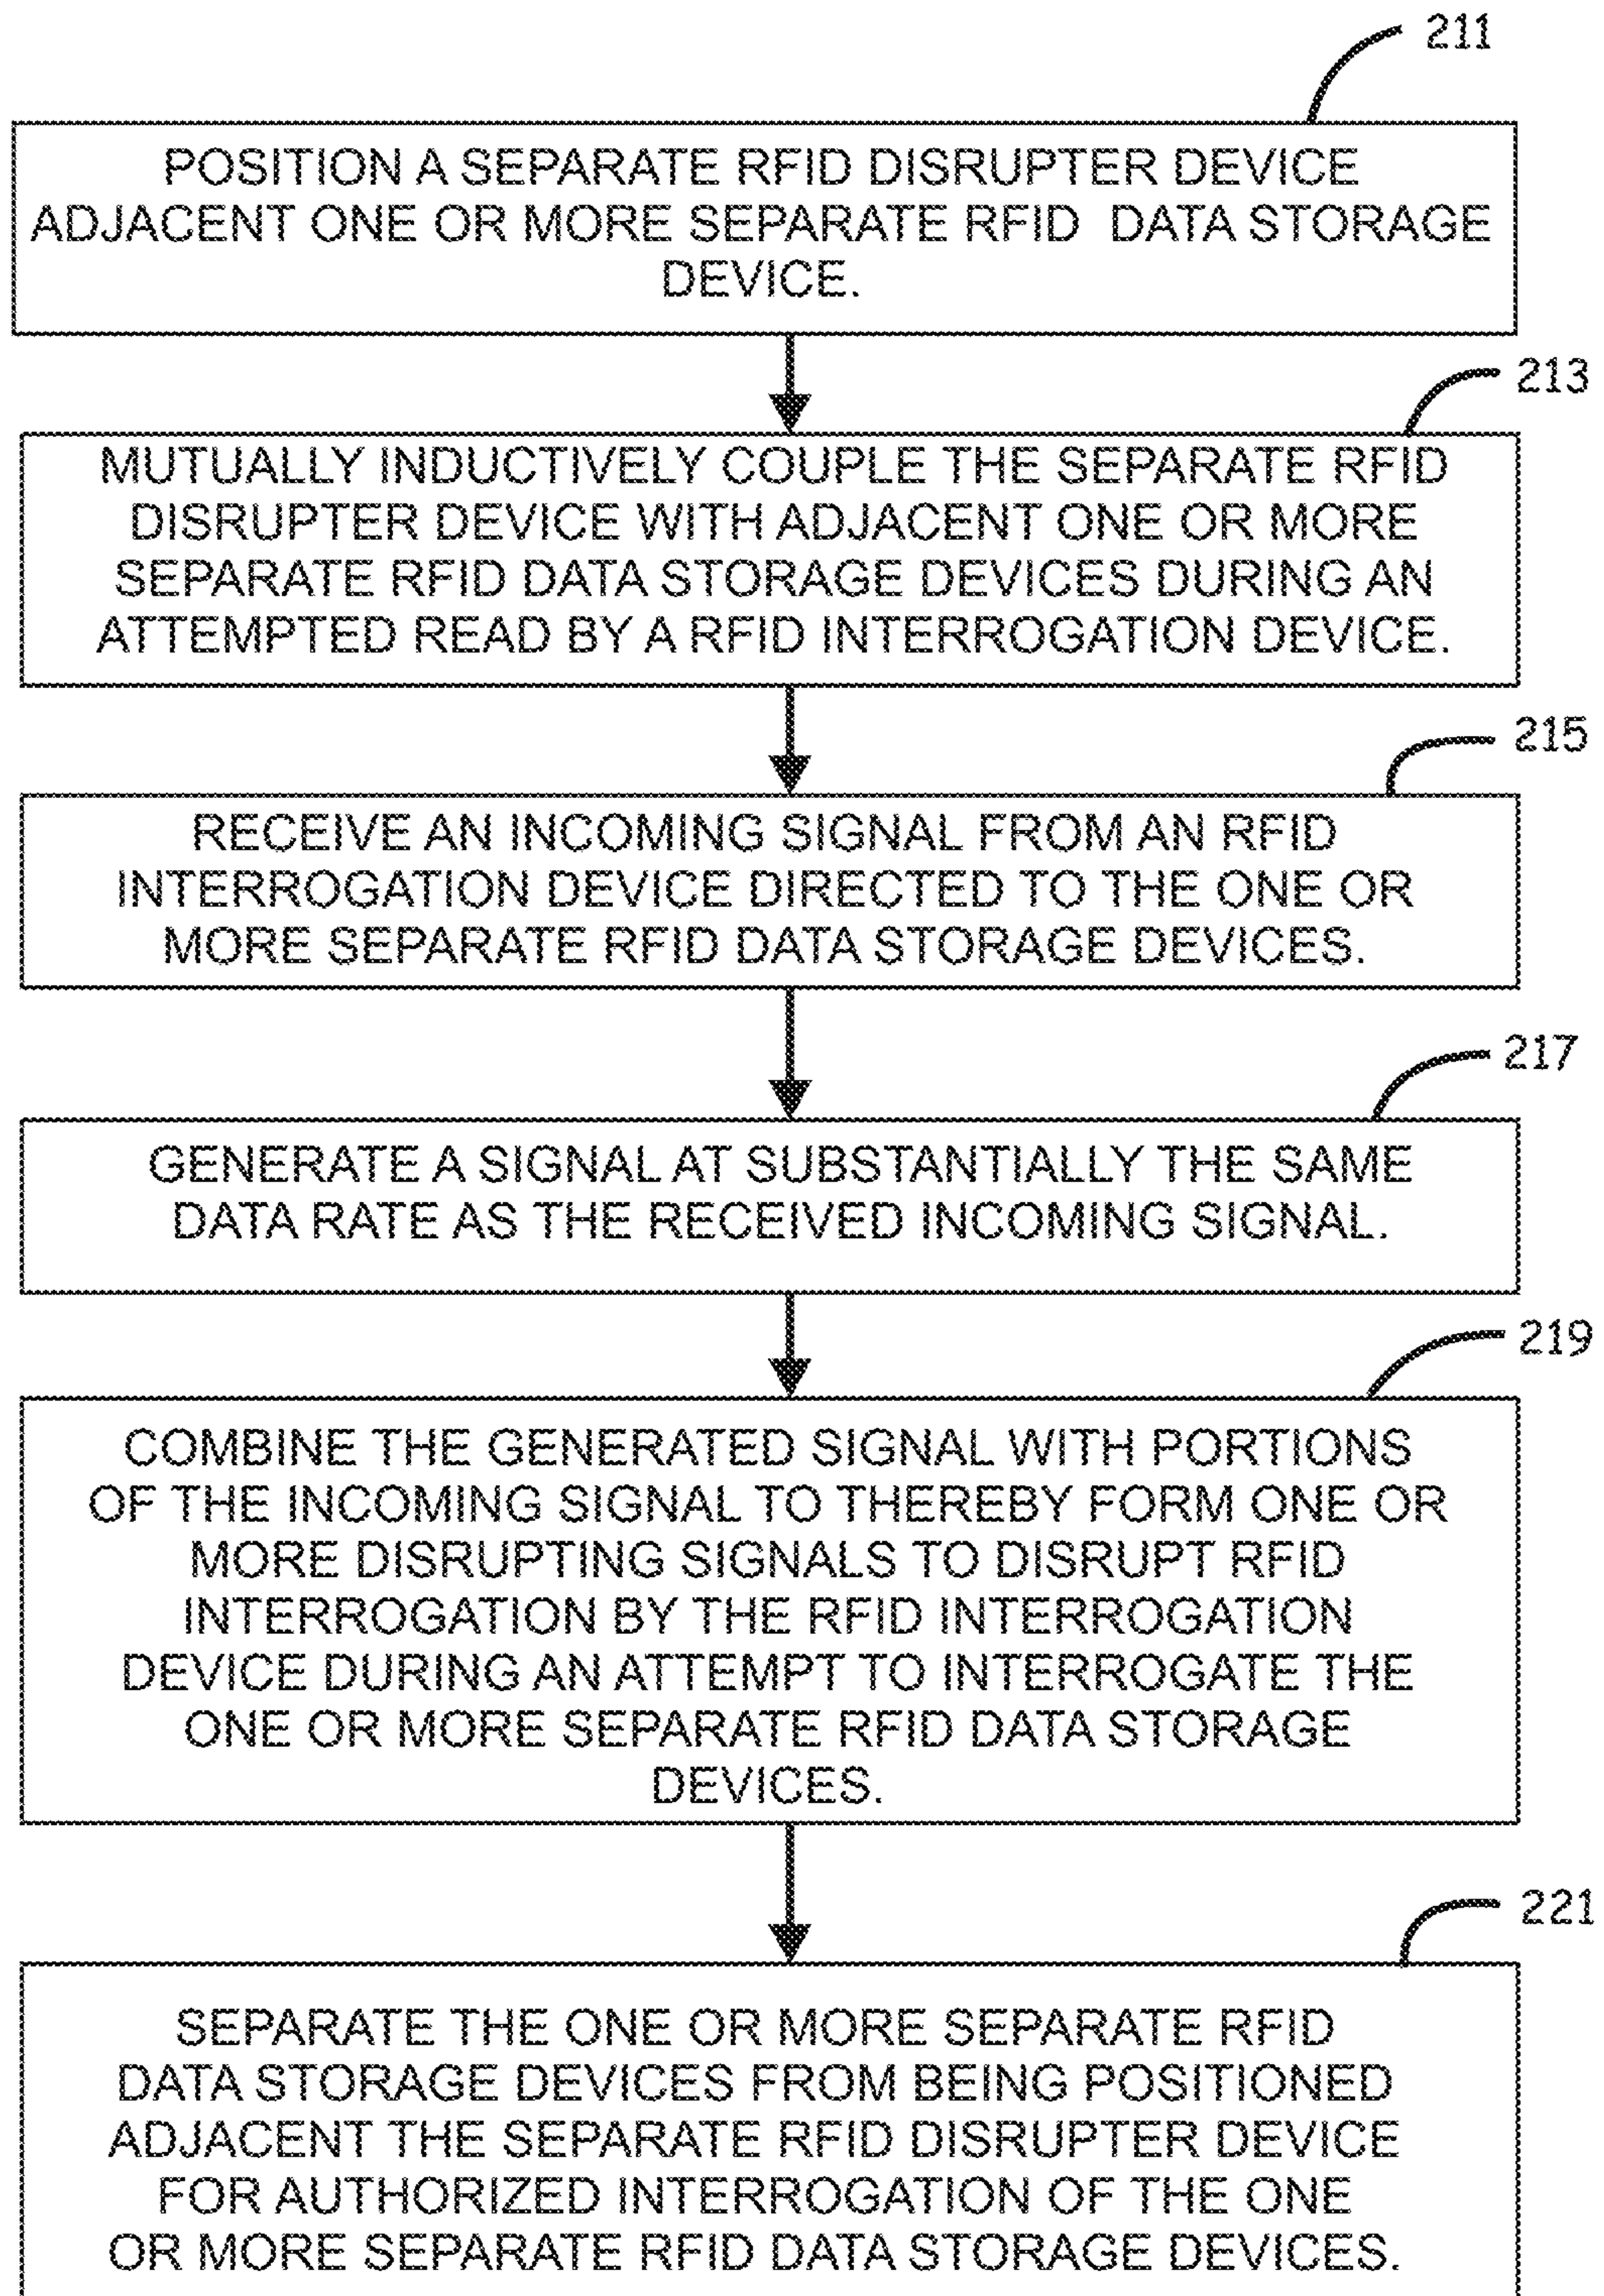 211
POSITION A SEPARATE RFID DISRUPTER DEVICE
ADJACENT ONE OR MORE SEPARATE RFID DATA STORAGE
DEVICE.
213
MUTUALLY INDUCTIVELY COUPLE THE SEPARATE RFID
DISRUPTER DEVICE WITH ADJACENT ONE OR MORE
SEPARATE RFID DATA STORAGE DEVICES DURING AN
ATTEMPTED READ BY A RFID INTERROGATION DEVICE.
215
RECEIVE AN INCOMING SIGNAL FROM AN RFID
INTERROGATION DEVICE DIRECTED TO THE ONE OR
MORE SEPARATE RFID DATA STORAGE DEVICES.
217
GENERATE A SIGNAL AT SUBSTANTIALLY THE SAME
DATA RATE AS THE RECEIVED INCOMING SIGNAL.
219
COMBINE THE GENERATED SIGNAL WITH PORTIONS
OF THE INCOMING SIGNAL TO THEREBY FORM ONE OR
MORE DISRUPTING SIGNALS TO DISRUPT RFID
INTERROGATION BY THE RFID INTERROGATION
DEVICE DURING AN ATTEMPT TO INTERROGATE THE
ONE OR MORE SEPARATE RFID DATA STORAGE
DEVICES.
221
SEPARATE THE ONE OR MORE SEPARATE RFID
DATA STORAGE DEVICES FROM BEING POSITIONED
ADJACENT THE SEPARATE RFID DISRUPTER DEVICE
FOR AUTHORIZED INTERROGATION OF THE ONE
OR MORE SEPARATE RFID DATA STORAGE DEVICES.